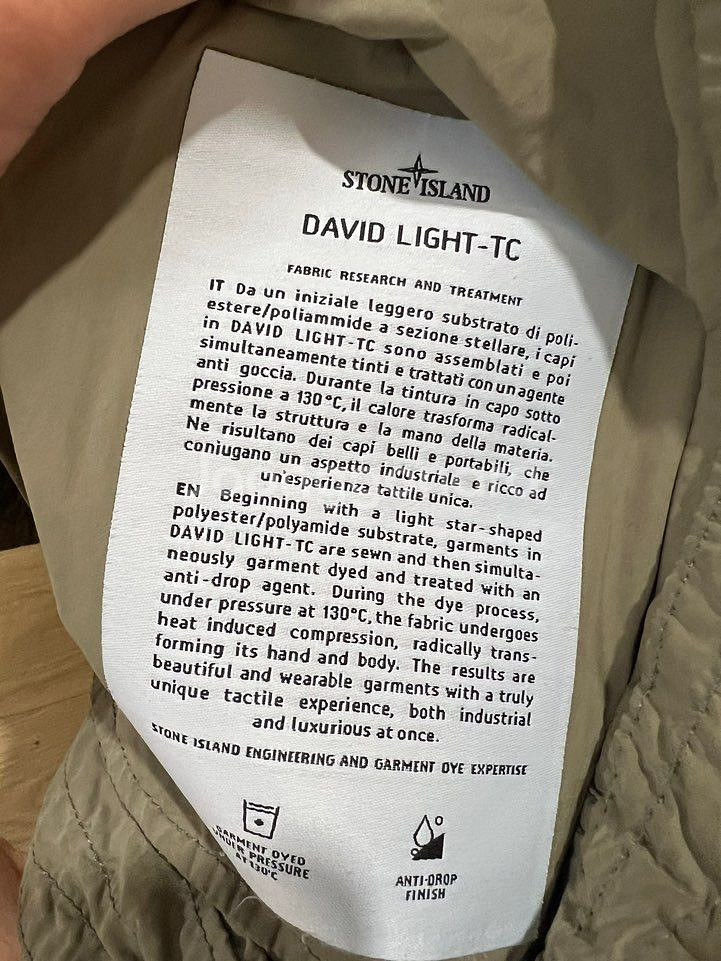 STONE ISLAND
DAVID LIGHT-TC
FABRIC RESEARCH AND TREATMENT
IT Da un iniziale leggero substrato di poli-
estere/poliammide a sezione stellare, i capi
in DAVID LIGHT-TC sono assemblati e poi
simultaneamente tinti e trattati con un agente
anti goccia. Durante la tintura in capo sotto
pressione a 130°C, il calore trasforma radical-
mente la struttura e la mano della materia.
Ne risultano dei capi belli e portabili, che
coniugano un aspetto industriale e ricco ad
un'esperienza tattile unica.
EN Beginning with a light star-shaped
polyester/polyamide substrate, garments in
DAVID LIGHT-TC are sewn and then simulta-
neously garment dyed and treated with an
anti-drop agent. During the dye process,
under pressure at 130°C, the fabric undergoes
heat induced compression, radically trans-
forming its hand and body. The results are
beautiful and wearable garments with a truly
unique tactile experience, both industrial
and luxurious at once.
STONE ISLAND ENGINEERING AND GARMENT DYE EXPERTISE
GARMENT DYED
UNDER PRESSURE
AT 130°C
ANTI-DROP
FINISH